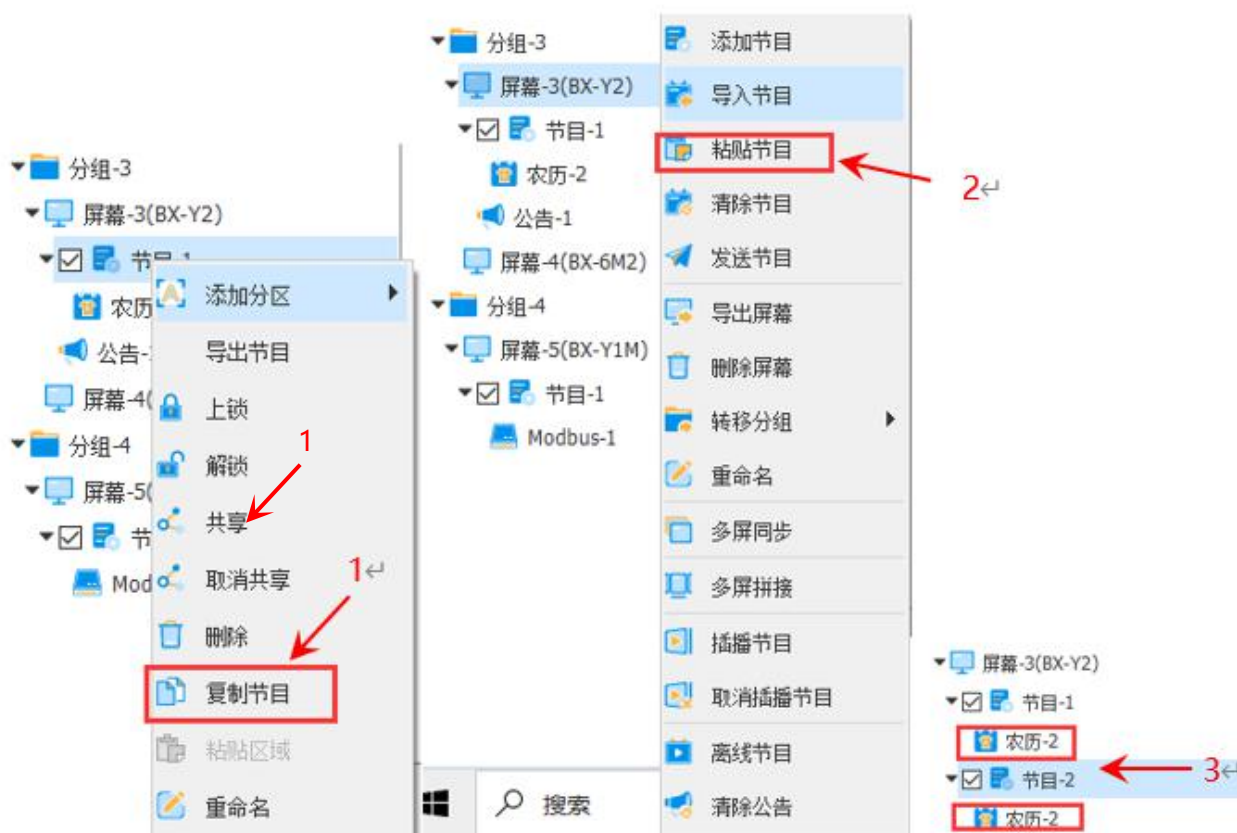 分组-3
屏幕-3(BX-Y2)
农历
公告-
屏幕-4(
分组-4
屏幕-5(
节
Mod
添加分区
导出节目
上锁
解锁
1
共享
取消共享
1
删除
复制节目
粘贴区域
重命名
分组-3
屏幕-3(BX-Y2)
节目-1
农历-2
公告-1
屏幕-4(BX-6M2)
分组-4
屏幕-5(BX-Y1M)
节目-1
Modbus-1
搜索
添加节目
导入节目
粘贴节目
2
清除节目
发送节目
导出屏幕
删除屏幕
转移分组
重命名
多屏同步
多屏拼接
插播节目
取消插播节目
离线节目
清除公告
屏幕-3(BX-Y2)
节目-1
农历-2
节目-2
3
农历-2